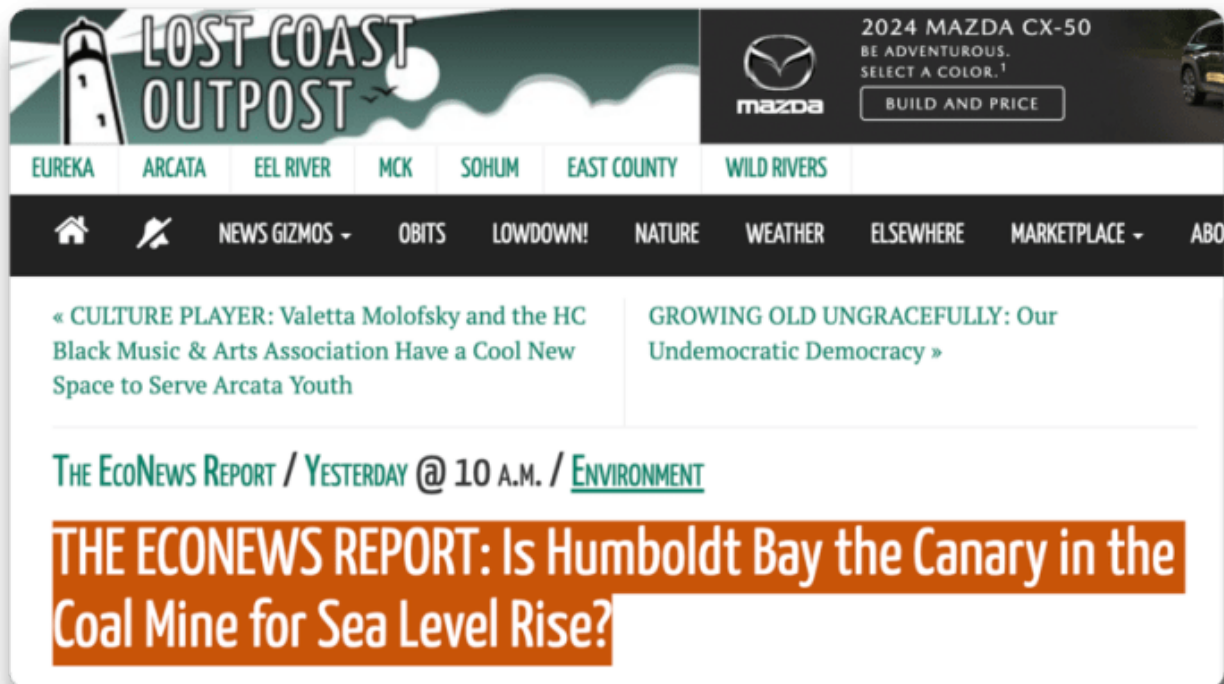 LOST COAST
OUTPOST
mazda
2024 MAZDA CX-50
BE ADVENTUROUS.
SELECT A COLOR.¹
BUILD AND PRICE
EUREKA ARCATA EEL RIVER MCK SOHUM EAST COUNTY WILD RIVERS
NEWS GIZMOS OBITS LOWDOWN! NATURE WEATHER ELSEWHERE MARKETPLACE ABO
« CULTURE PLAYER: Valetta Molofsky and the HC
Black Music & Arts Association Have a Cool New
Space to Serve Arcata Youth
GROWING OLD UNGRACEFULLY: Our
Undemocratic Democracy »
The EcoNews Report / Yesterday @ 10 a.m. / Environment
THE ECONEWS REPORT: Is Humboldt Bay the Canary in the
Coal Mine for Sea Level Rise?